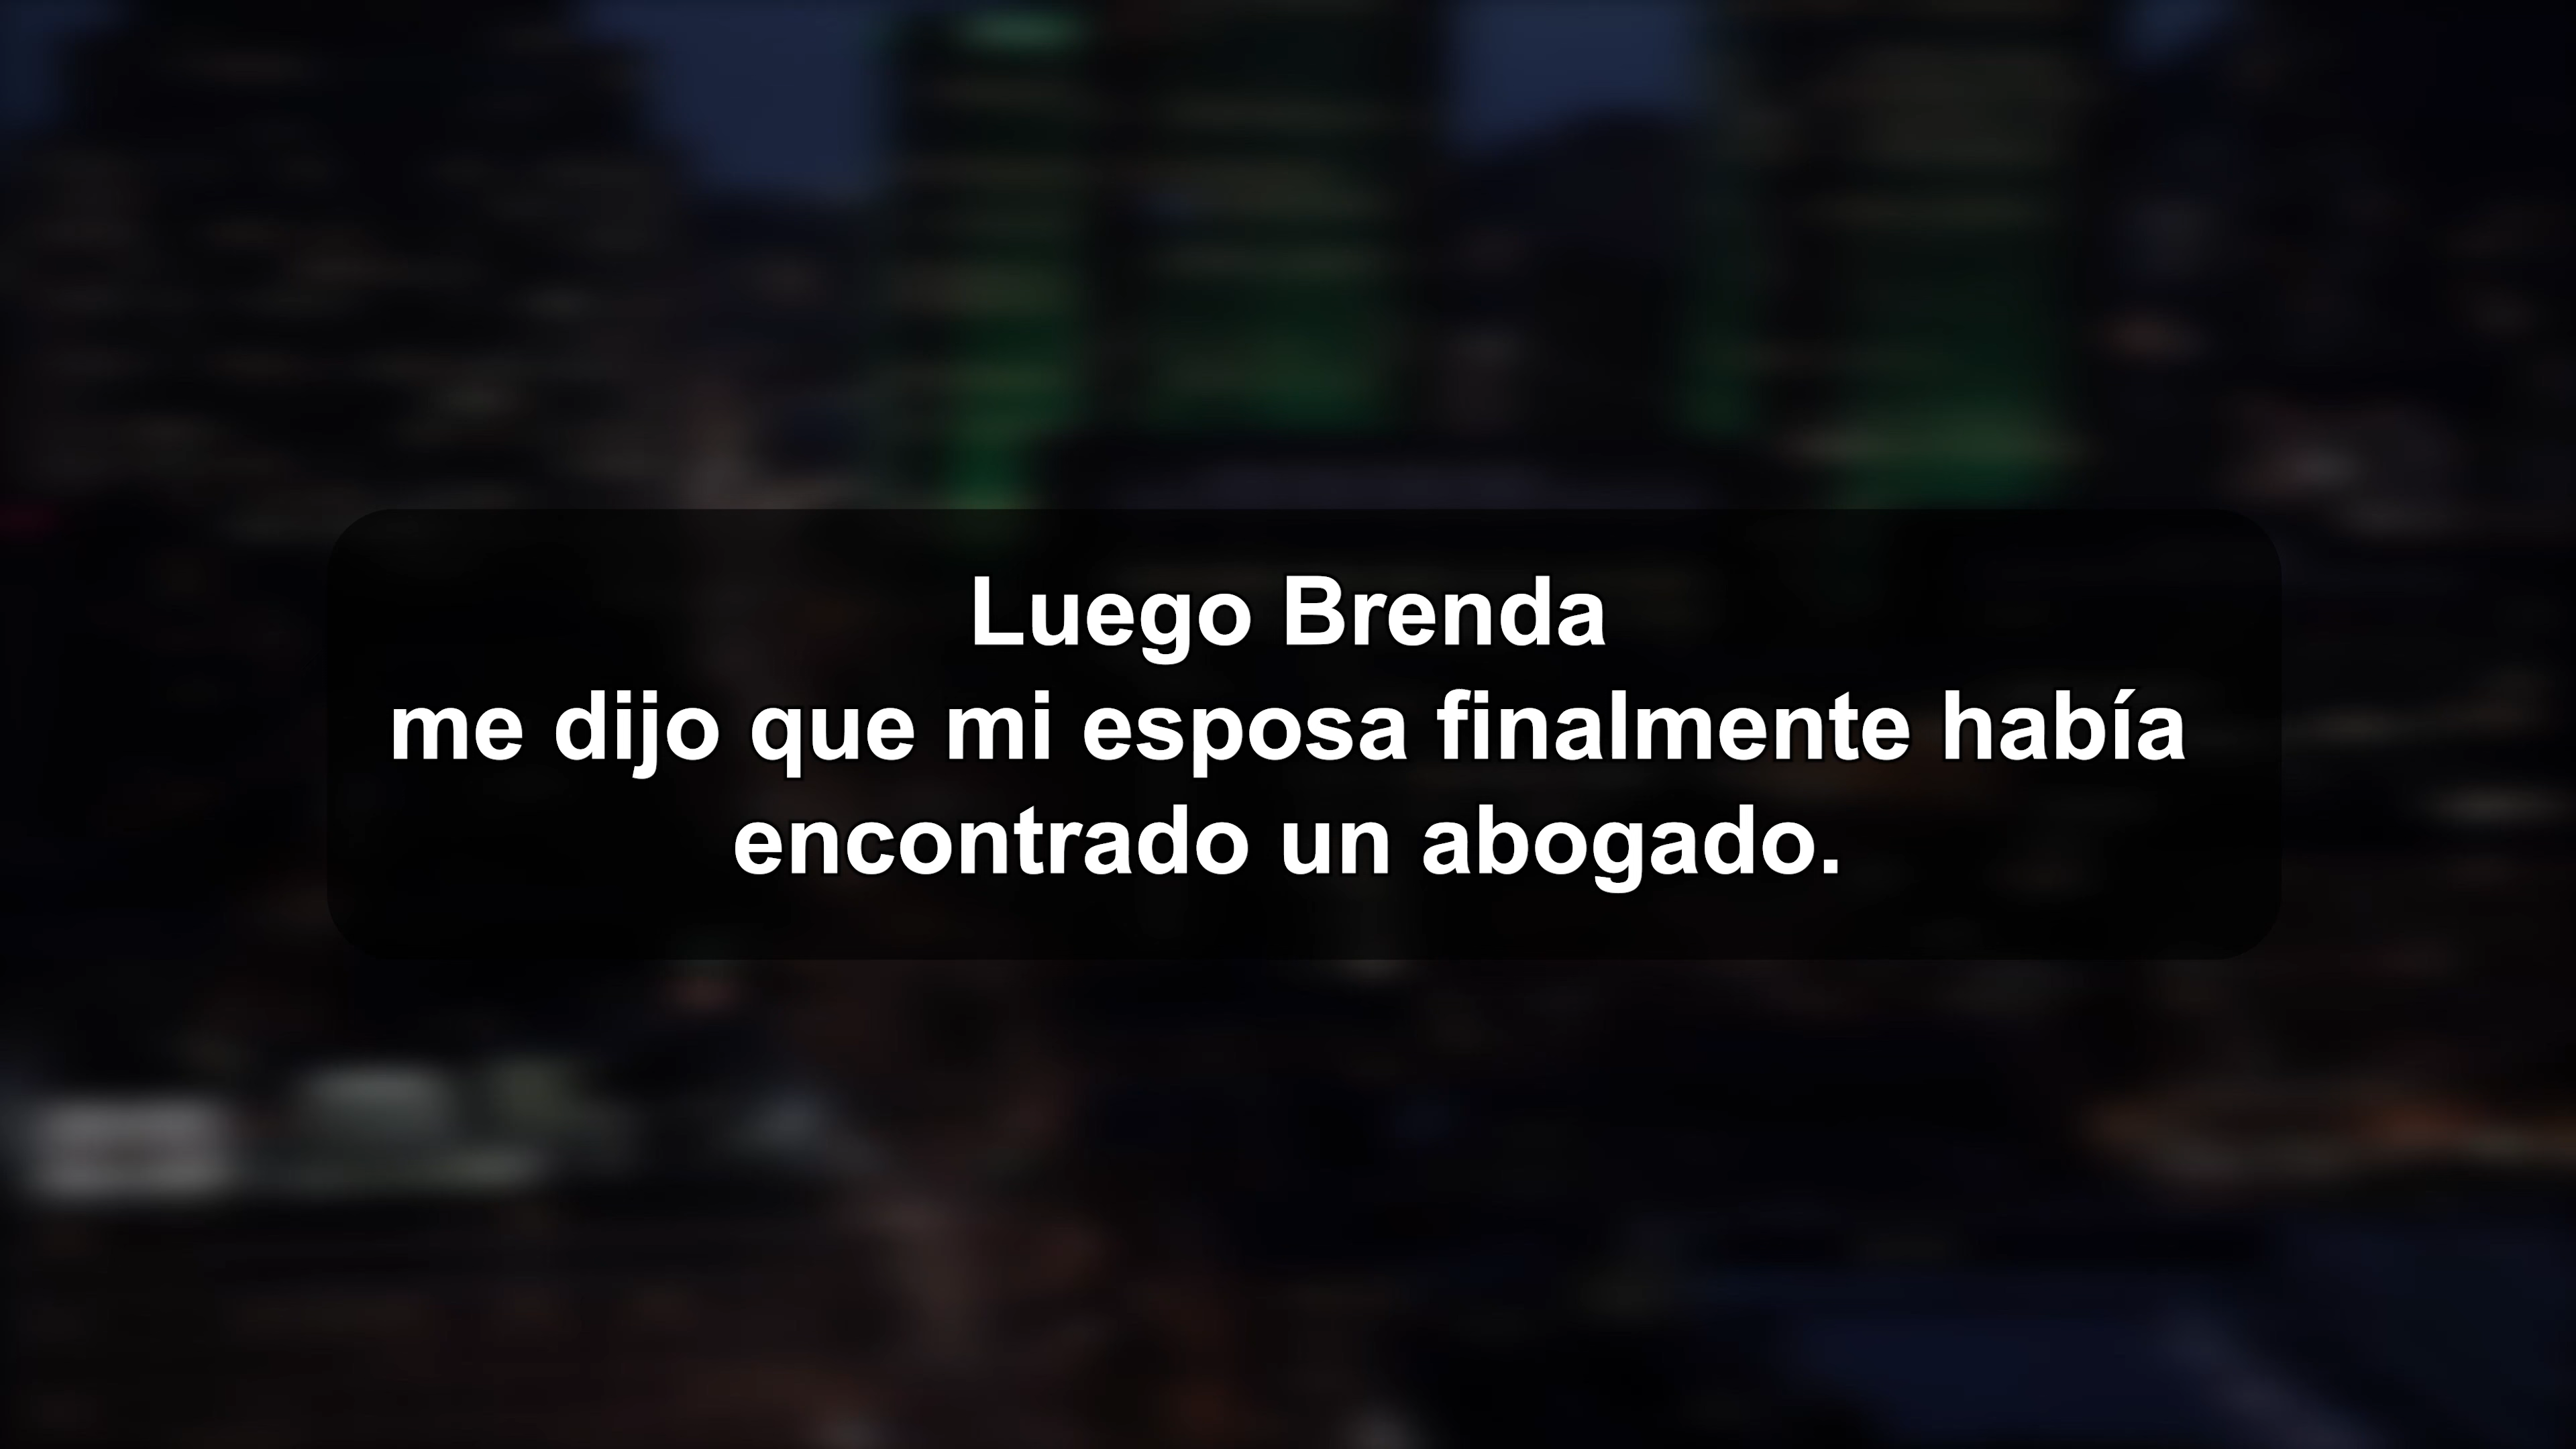 Luego Brenda
me dijo que mi esposa finalmente había
encontrado un abogado.